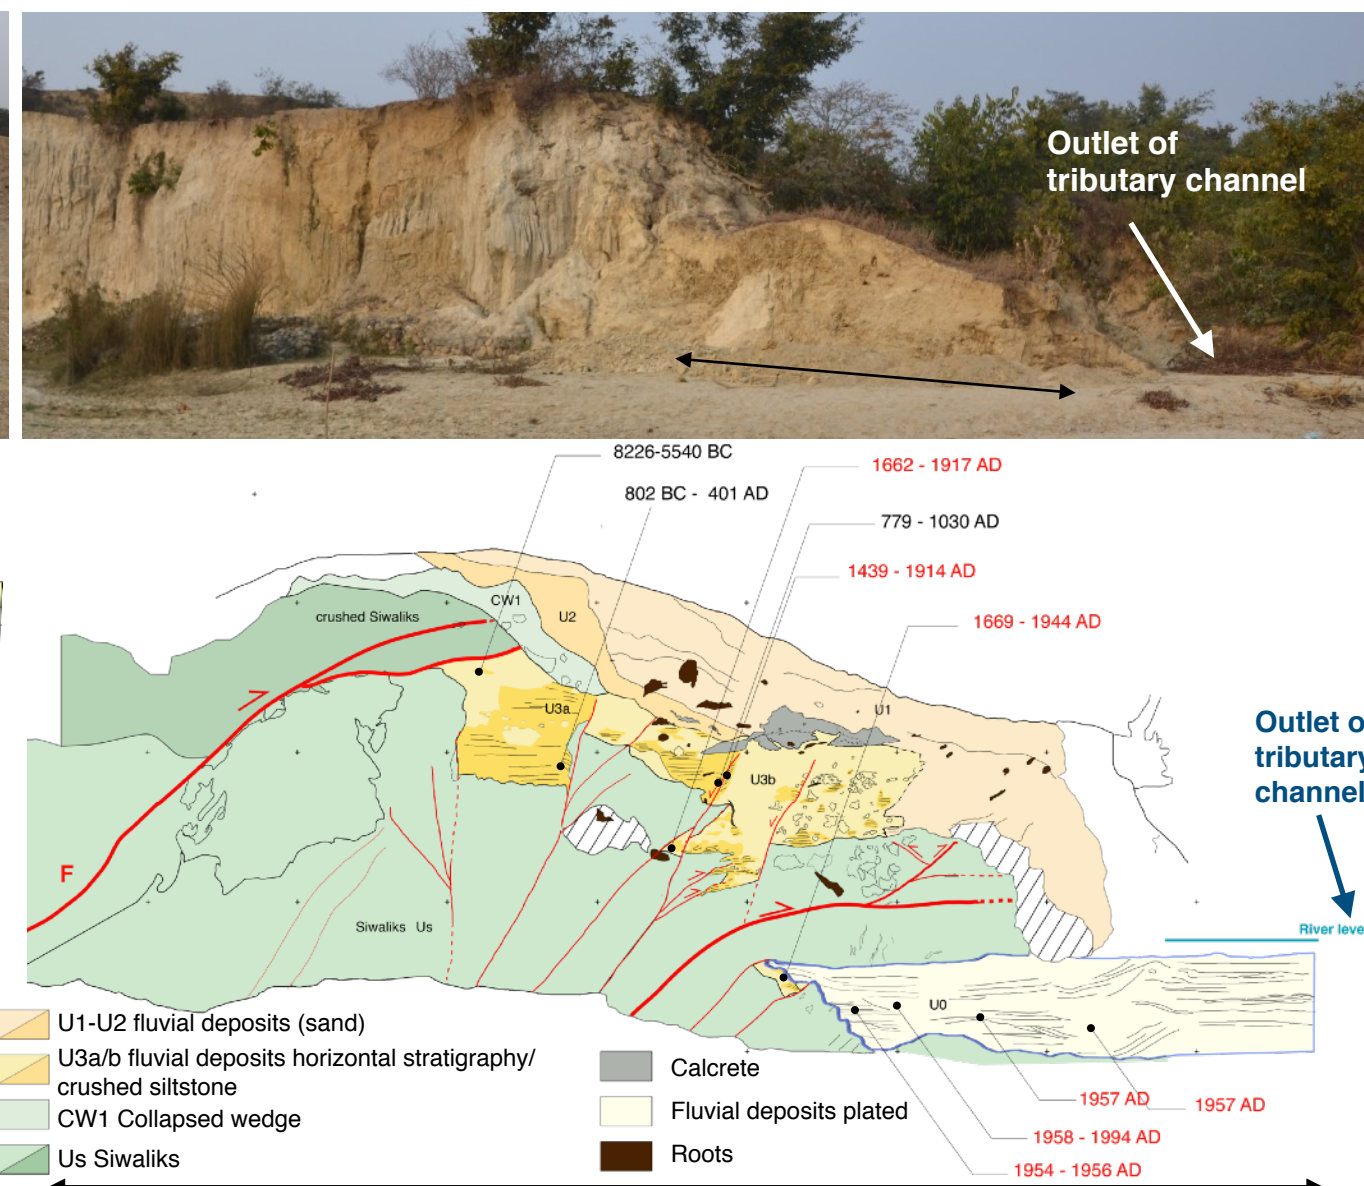 Outlet of
tributary channel
8226-5540 BC
1662 - 1917 AD
802 BC - 401 AD
779 - 1030 AD
1439 - 1914 AD
1669 - 1944 AD
CW1
crushed Siwaliks
U2
U3a
U1
U3b
Outlet o
tributary
channel
F
Siwaliks Us
River leve
U0
U1-U2 fluvial deposits (sand)
U3a/b fluvial deposits horizontal stratigraphy/
crushed siltstone
CW1 Collapsed wedge
Us Siwaliks
Calcrete
Fluvial deposits plated
Roots
1957 AD
1957 AD
1958 - 1994 AD
1954 - 1956 AD